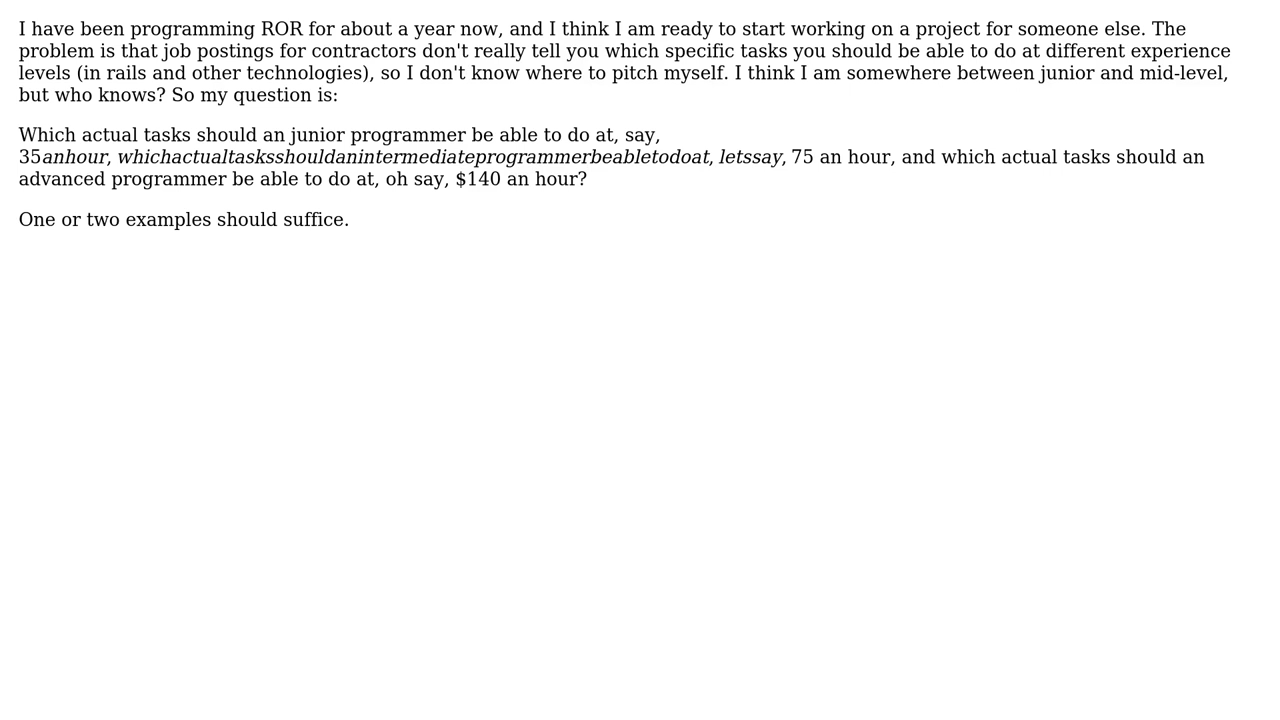 I have been programming ROR for about a year now, and I think I am ready to start working on a project for someone else. The
problem is that job postings for contractors don't really tell you which specific tasks you should be able to do at different experience
levels (in rails and other technologies), so I don't know where to pitch myself. I think I am somewhere between junior and mid-level,
but who knows? So my question is:
Which actual tasks should an junior programmer be able to do at, say,
35anhour, whichactualtasksshouldanintermediateprogrammerbeabletodoat, letssay, 75 an hour, and which actual tasks should an
advanced programmer be able to do at, oh say, $140 an hour?
One or two examples should suffice.